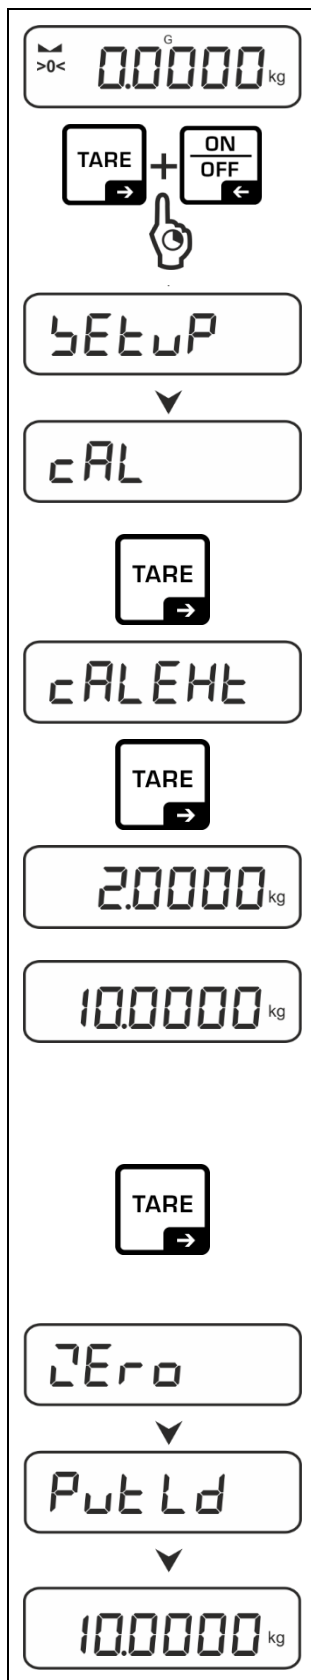 G
>0< 0.0000 kg
TARE + ON
OFF
SEtuP
cAL
TARE
cALEHt
TARE
2.0000 kg
10.0000 kg
TARE
ZEro
PutLd
10.0000 kg